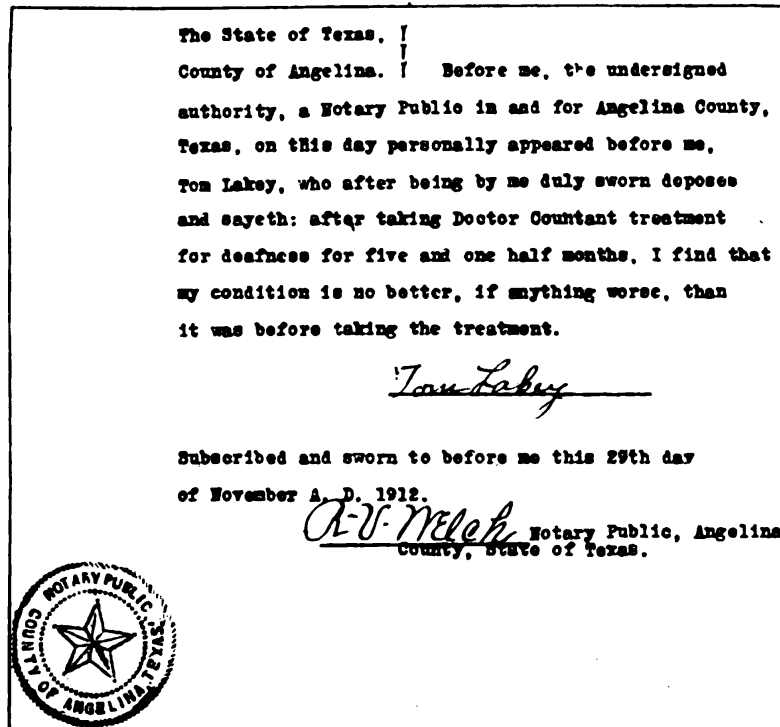 The State of Texas, !
!
County of Angelina. ! Before me, the undersigned
authority, a Notary Public in and for Angelina County,
Texas, on this day personally appeared before me,
Tom Lakey, who after being by me duly sworn deposes
and sayeth: after taking Doctor Countant treatment
for deafness for five and one half months, I find that
my condition is no better, if anything worse, than
it was before taking the treatment.
Tom Lakey
Subscribed and sworn to before me this 29th day
of November A. D. 1912.
R-V. Welch Notary Public, Angelina
County, State of Texas.
NOTARY PUBLIC,
COUNTY OF ANGELINA, TEXAS.